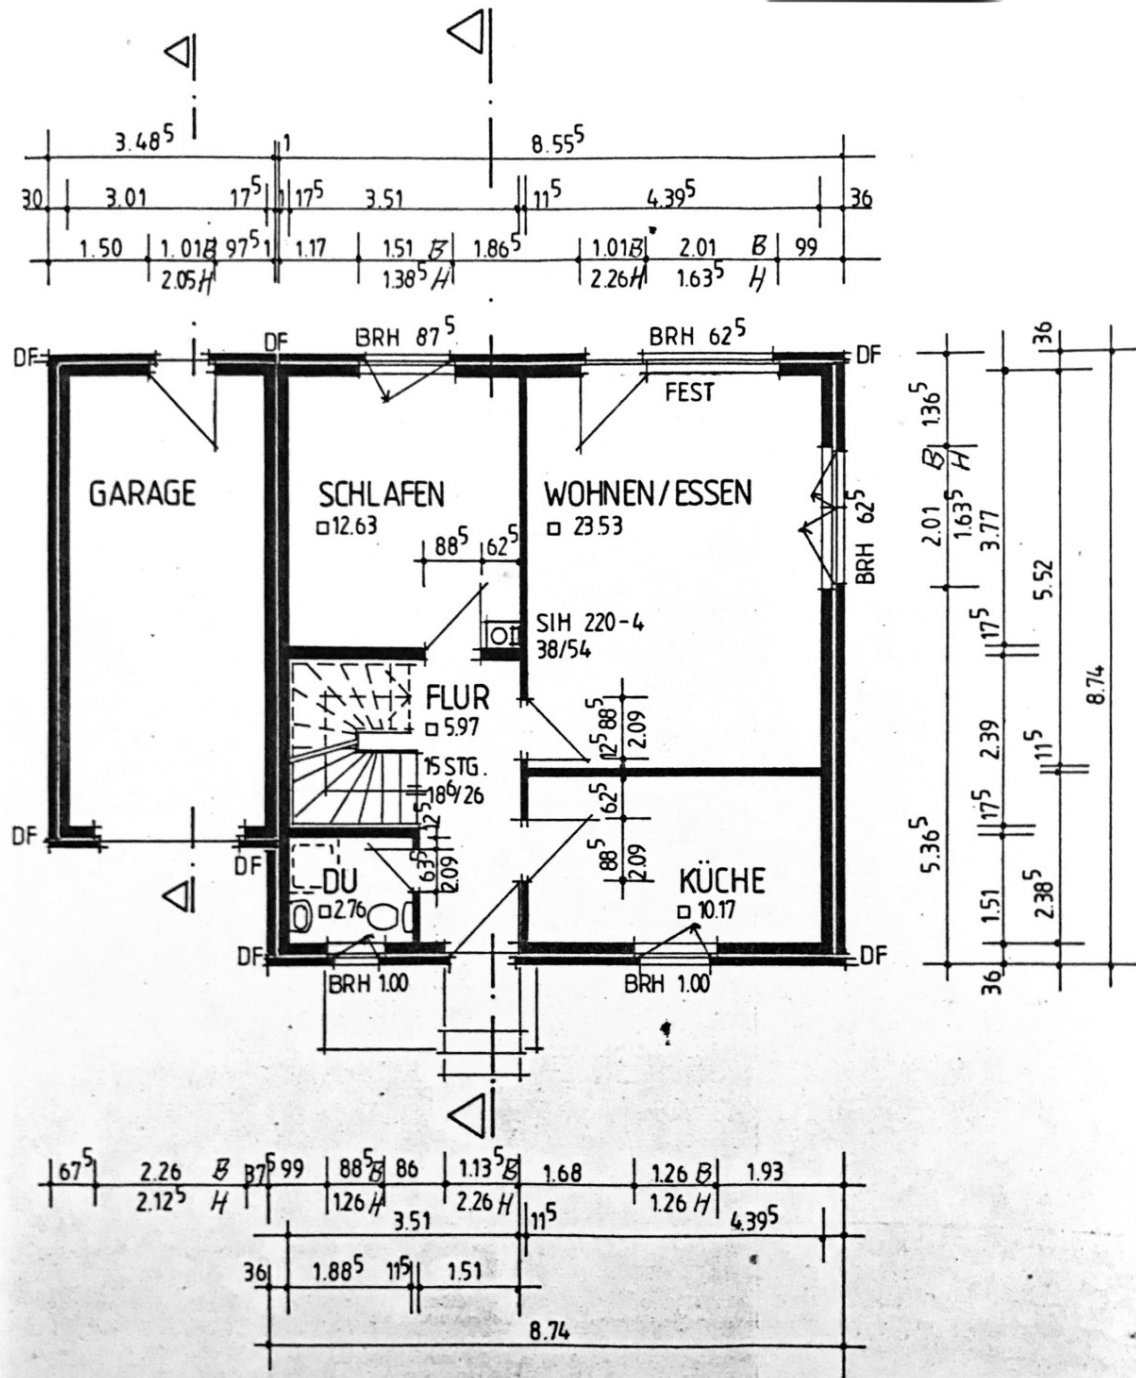 3.48⁵ 1 8.55⁵
30 3.01 17⁵ 17⁵ 3.51 11⁵ 4.39⁵ 36
1.50 1.01 B 97⁵ 1 1.17 1.51 B 1.86⁵ 1.01 B 2.01 B 99
2.05 H 1.38⁵ H 2.26 H 1.63⁵ H
DF DF BRH 87⁵ BRH 62⁵ DF
FEST
GARAGE SCHLAFEN WOHNEN/ESSEN
□ 12.63 □ 23.53
88⁵ 62⁵
BRH 62⁵
SIH 220-4
38/54
FLUR
□ 5.97
12⁵ 88⁵
2.09
15 STG.
18⁶/26
62⁵
12⁵
63⁵
2.09
88⁵
2.09
DU KÜCHE
□ 2.76 □ 10.17
DF DF
DF DF
BRH 1.00 BRH 1.00
1.36⁵
B H
2.01
1.63⁵
5.36⁵
3.77
17⁵
2.39
17⁵
1.51
36
36
5.52
11⁵
2.38⁵
8.74
67⁵ 2.26 B 87⁵ 99 88⁵ B 86 1.13⁵ B 1.68 1.26 B 1.93
2.12⁵ H 1.26 H 2.26 H 1.26 H
3.51 11⁵ 4.39⁵
36 1.88⁵ 11⁵ 1.51
8.74